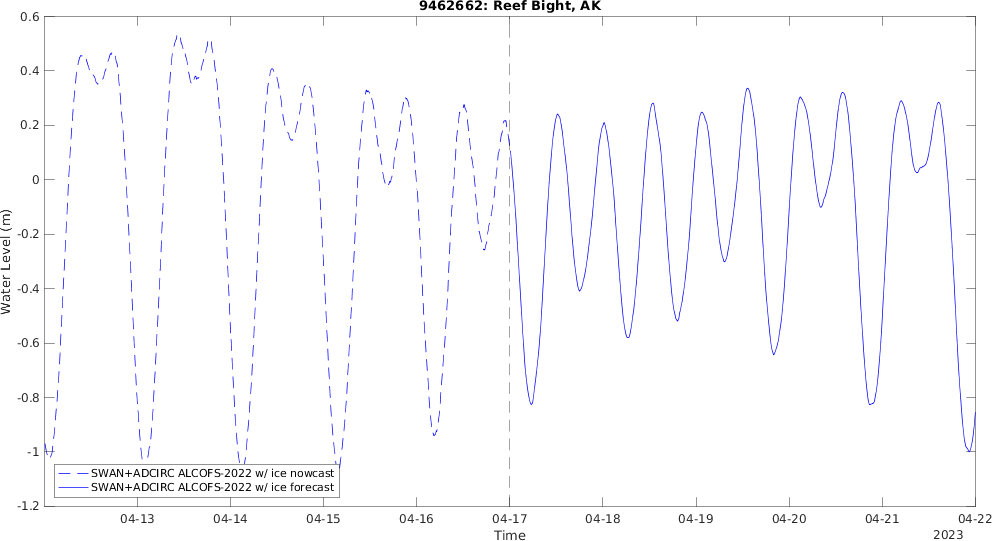 9462662: Reef Bight, AK
0.6
0.4
0.2
0
-0.2
-0.4
-0.6
-0.8
-1
-1.2
Water Level (m)
SWAN+ADCIRC ALCOFS-2022 w/ ice nowcast
SWAN+ADCIRC ALCOFS-2022 w/ ice forecast
04-13 04-14 04-15 04-16 04-17 04-18 04-19 04-20 04-21 04-22
Time
2023